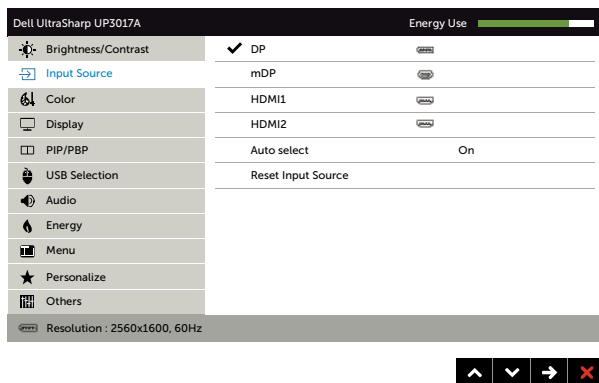 Dell UltraSharp UP3017A Energy Use
Brightness/Contrast DP
Input Source mDP
Color HDMI1
Display HDMI2
PIP/PBP Auto select On
USB Selection Reset Input Source
Audio
Energy
Menu
Personalize
Others
Resolution : 2560x1600, 60Hz